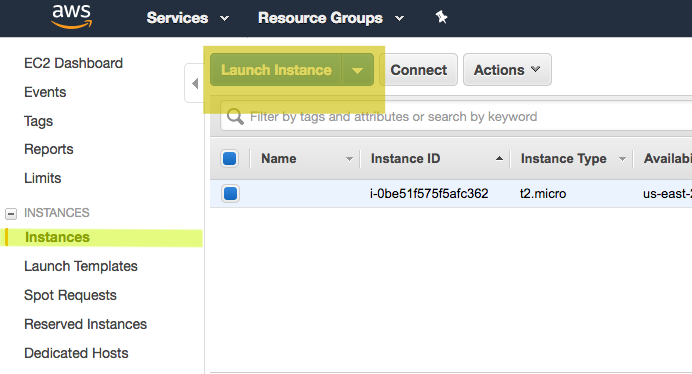 aws Services Resource Groups
EC2 Dashboard
Events
Tags
Reports
Limits
INSTANCES
Instances
Launch Templates
Spot Requests
Reserved Instances
Dedicated Hosts
Launch Instance Connect Actions
Filter by tags and attributes or search by keyword
Name Instance ID Instance Type Availabi
i-0be51f575f5afc362 t2.micro us-east-2